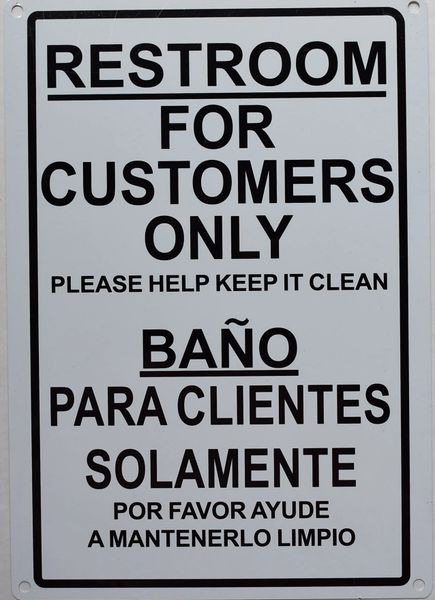 RESTROOM
FOR
CUSTOMERS
ONLY
PLEASE HELP KEEP IT CLEAN
BAÑO
PARA CLIENTES
SOLAMENTE
POR FAVOR AYUDE
A MANTENERLO LIMPIO